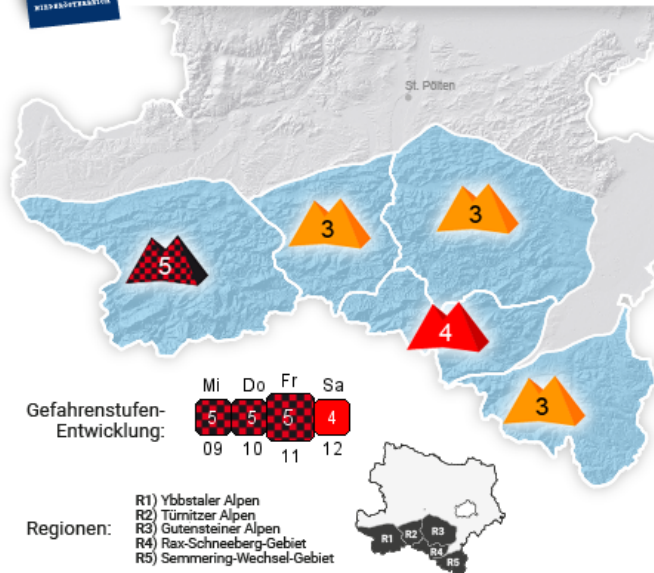 NIEDERÖSTERREICH
St. Pölten
3
3
5
4
3
Mi Do Fr Sa
5 5 5 4
09 10 11 12
Gefahrenstufen-
Entwicklung:
Regionen:
R1) Ybbstaler Alpen
R2) Türnitzer Alpen
R3) Gutensteiner Alpen
R4) Rax-Schneeberg-Gebiet
R5) Semmering-Wechsel-Gebiet
R1 R2 R3
R4
R5